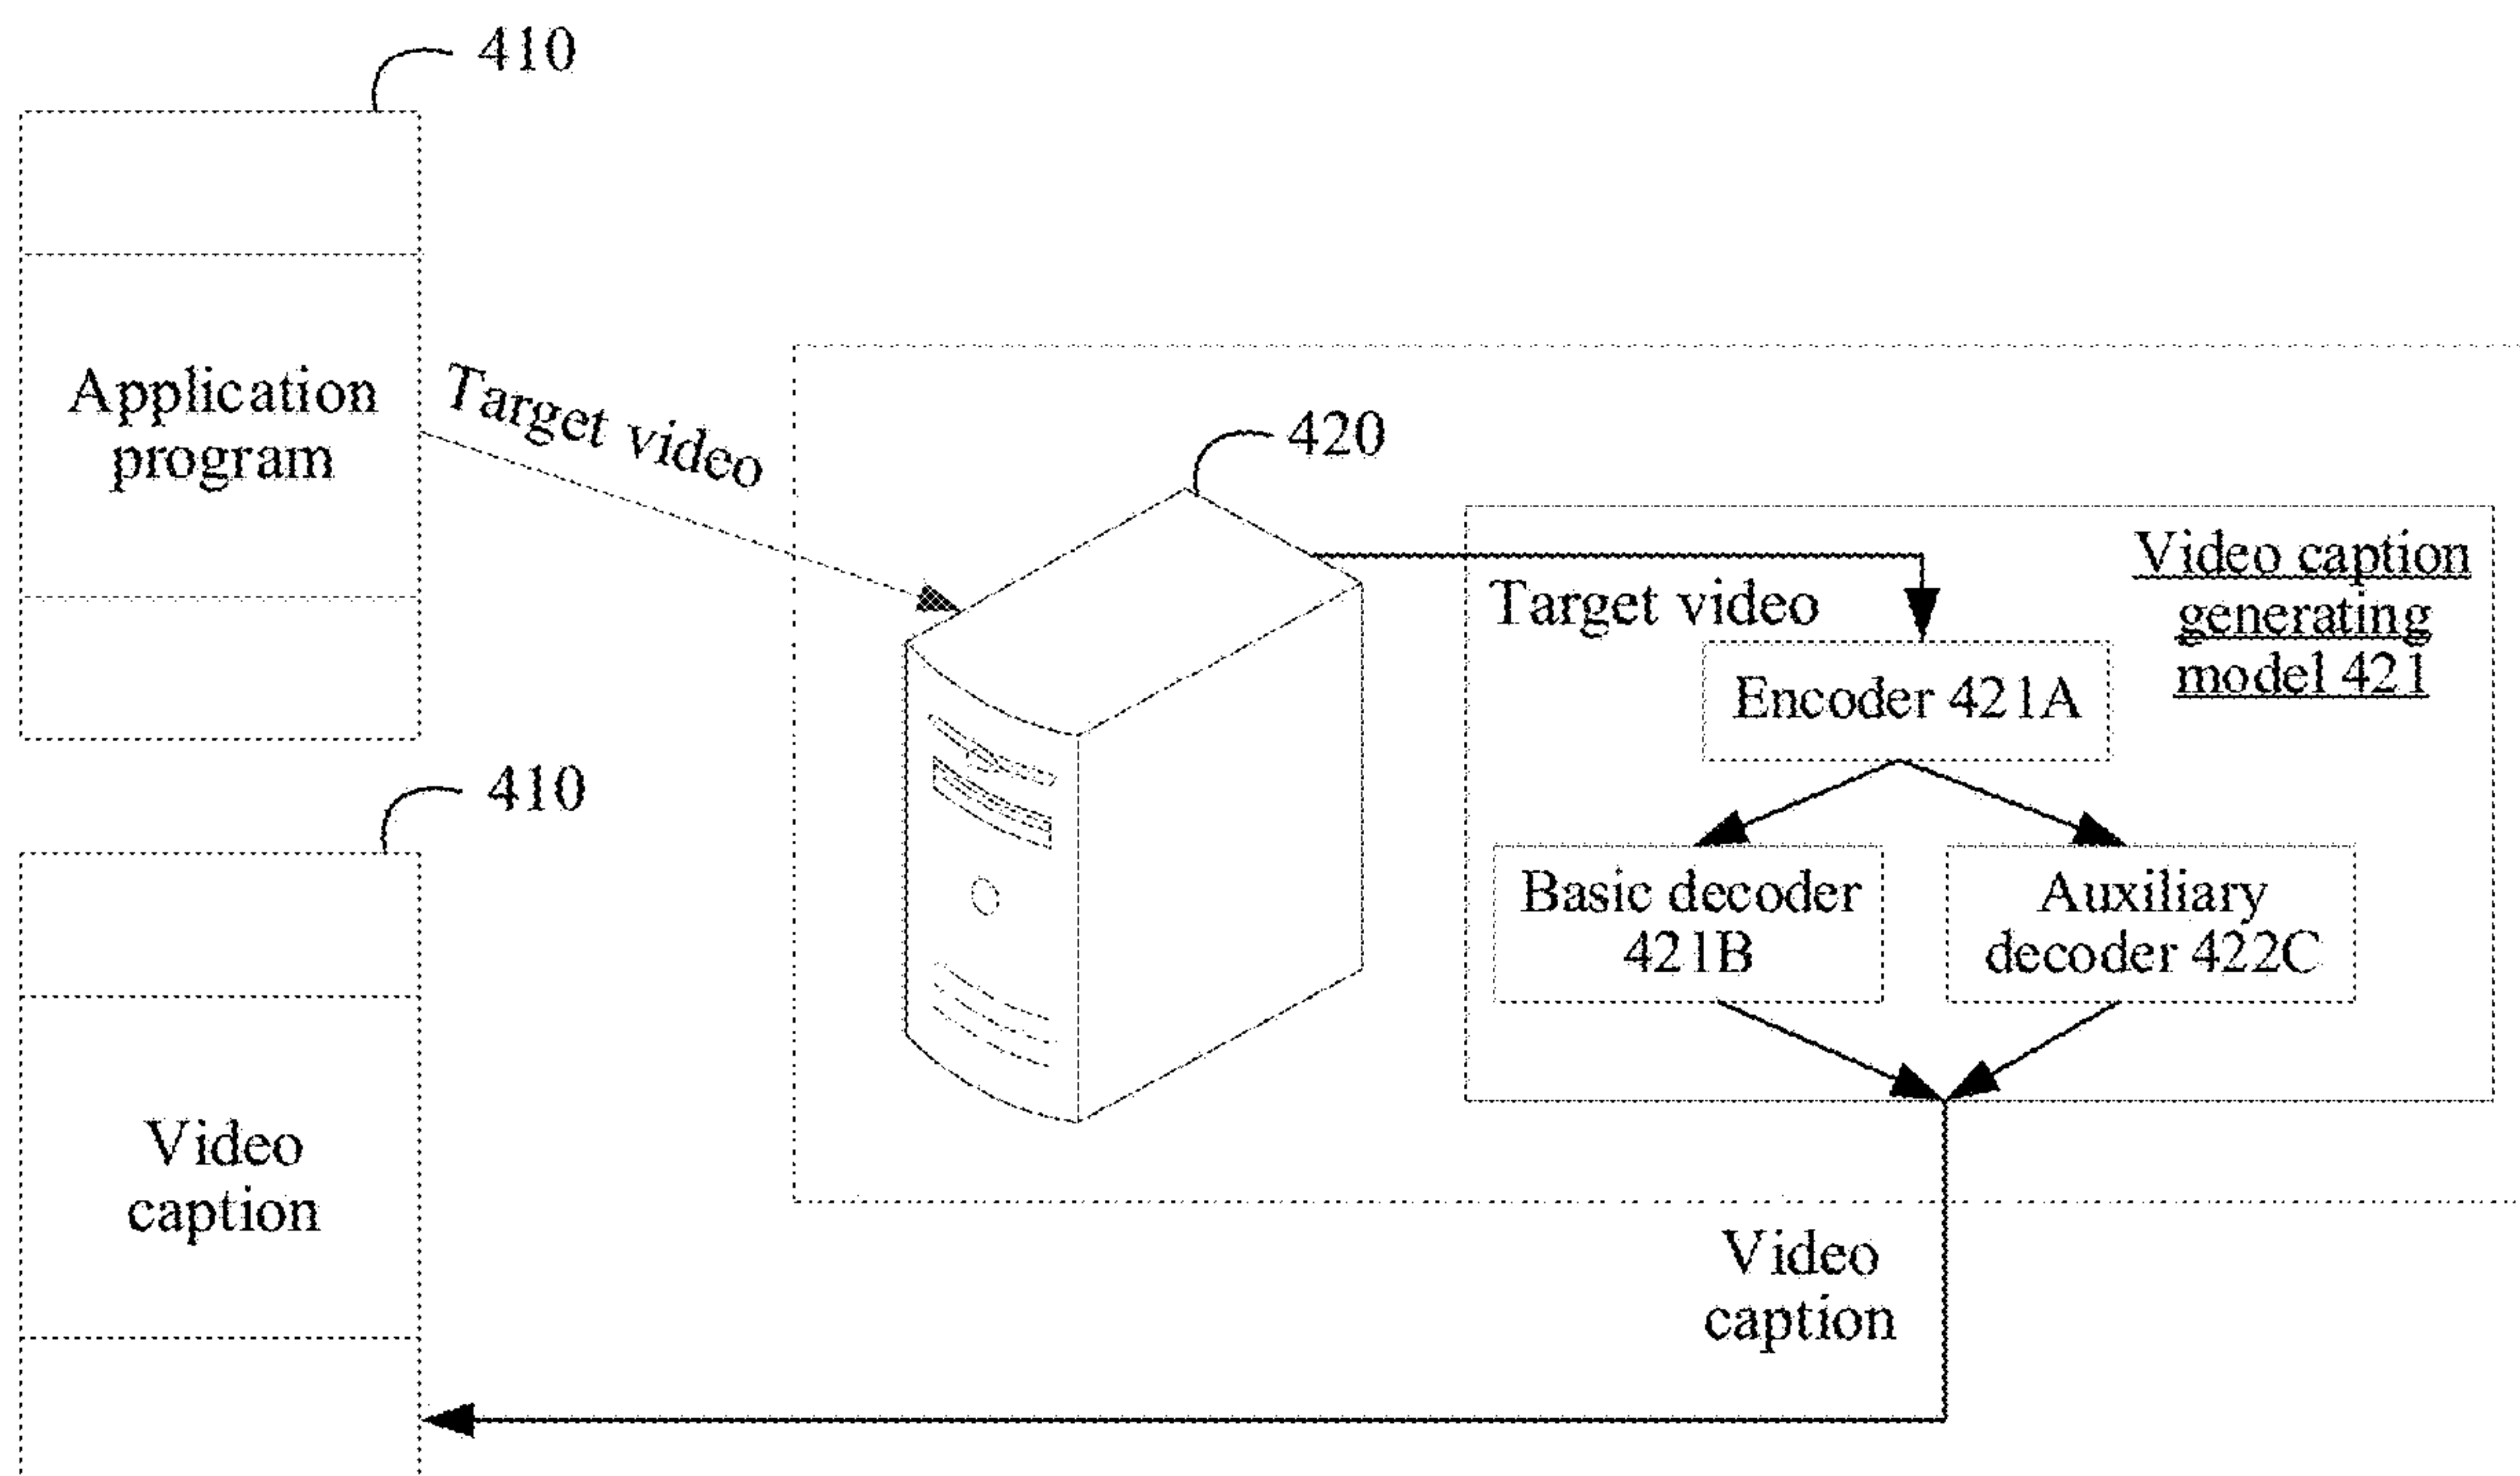 410
Application
program
Target video
420
Target video
Video caption
generating
model 421
Encoder 421A
Basic decoder
421B
Auxiliary
decoder 422C
410
Video
caption
Video
caption